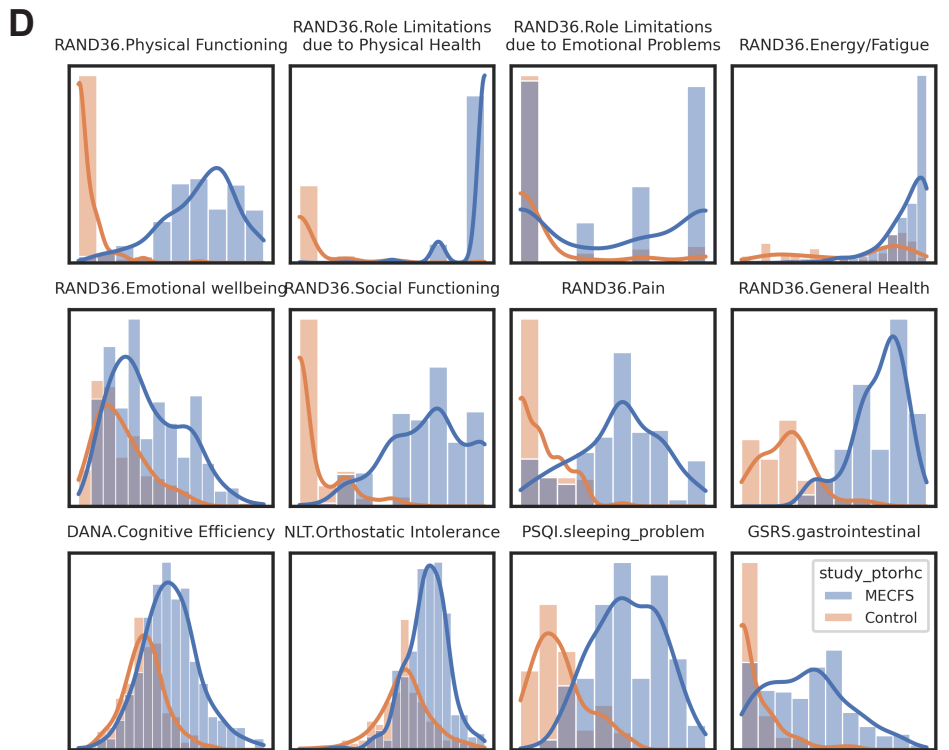 D
RAND36.Physical Functioning
RAND36.Role Limitations
due to Physical Health
RAND36.Role Limitations
due to Emotional Problems
RAND36.Energy/Fatigue
RAND36.Emotional wellbeing
RAND36.Social Functioning
RAND36.Pain
RAND36.General Health
DANA.Cognitive Efficiency
NLT.Orthostatic Intolerance
PSQI.sleeping_problem
GSRS.gastrointestinal
study_ptorhc
MECFS
Control